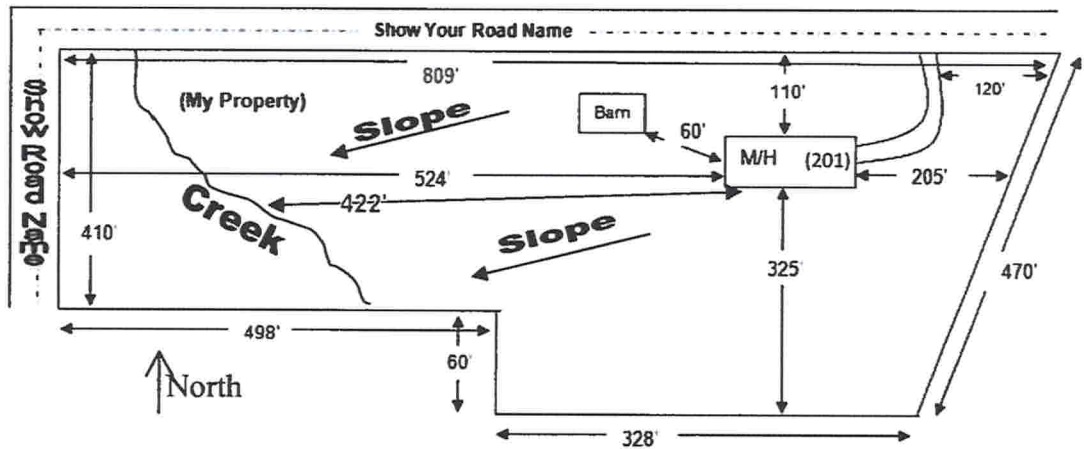 Show Your Road Name
Show Road Name
809'
(My Property)
Slope
Barn
60'
110'
120'
M/H (201)
524'
205'
422'
Creek
410'
Slope
325'
470'
498'
60'
North
328'